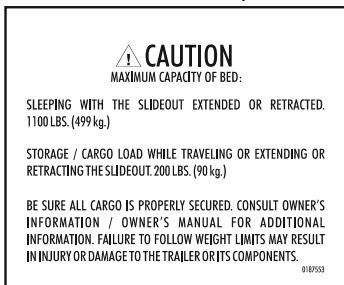 CAUTION
MAXIMUM CAPACITY OF BED:
SLEEPING WITH THE SLIDEOUT EXTENDED OR RETRACTED.
1100 LBS. (499 kg.)
STORAGE / CARGO LOAD WHILE TRAVELING OR EXTENDING OR
RETRACTING THE SLIDEOUT. 200 LBS. (90 kg.)
BE SURE ALL CARGO IS PROPERLY SECURED. CONSULT OWNER'S
INFORMATION / OWNER'S MANUAL FOR ADDITIONAL
INFORMATION. FAILURE TO FOLLOW WEIGHT LIMITS MAY RESULT
IN INJURY OR DAMAGE TO THE TRAILER OR ITS COMPONENTS.
0187553